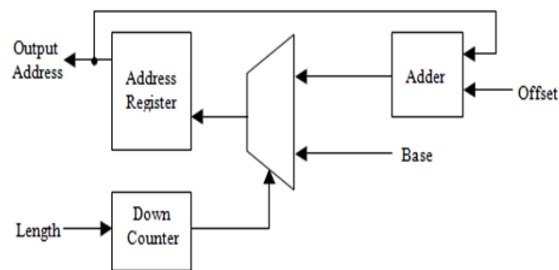 Output
Address
Address
Register
Adder
Offset
Base
Length
Down
Counter